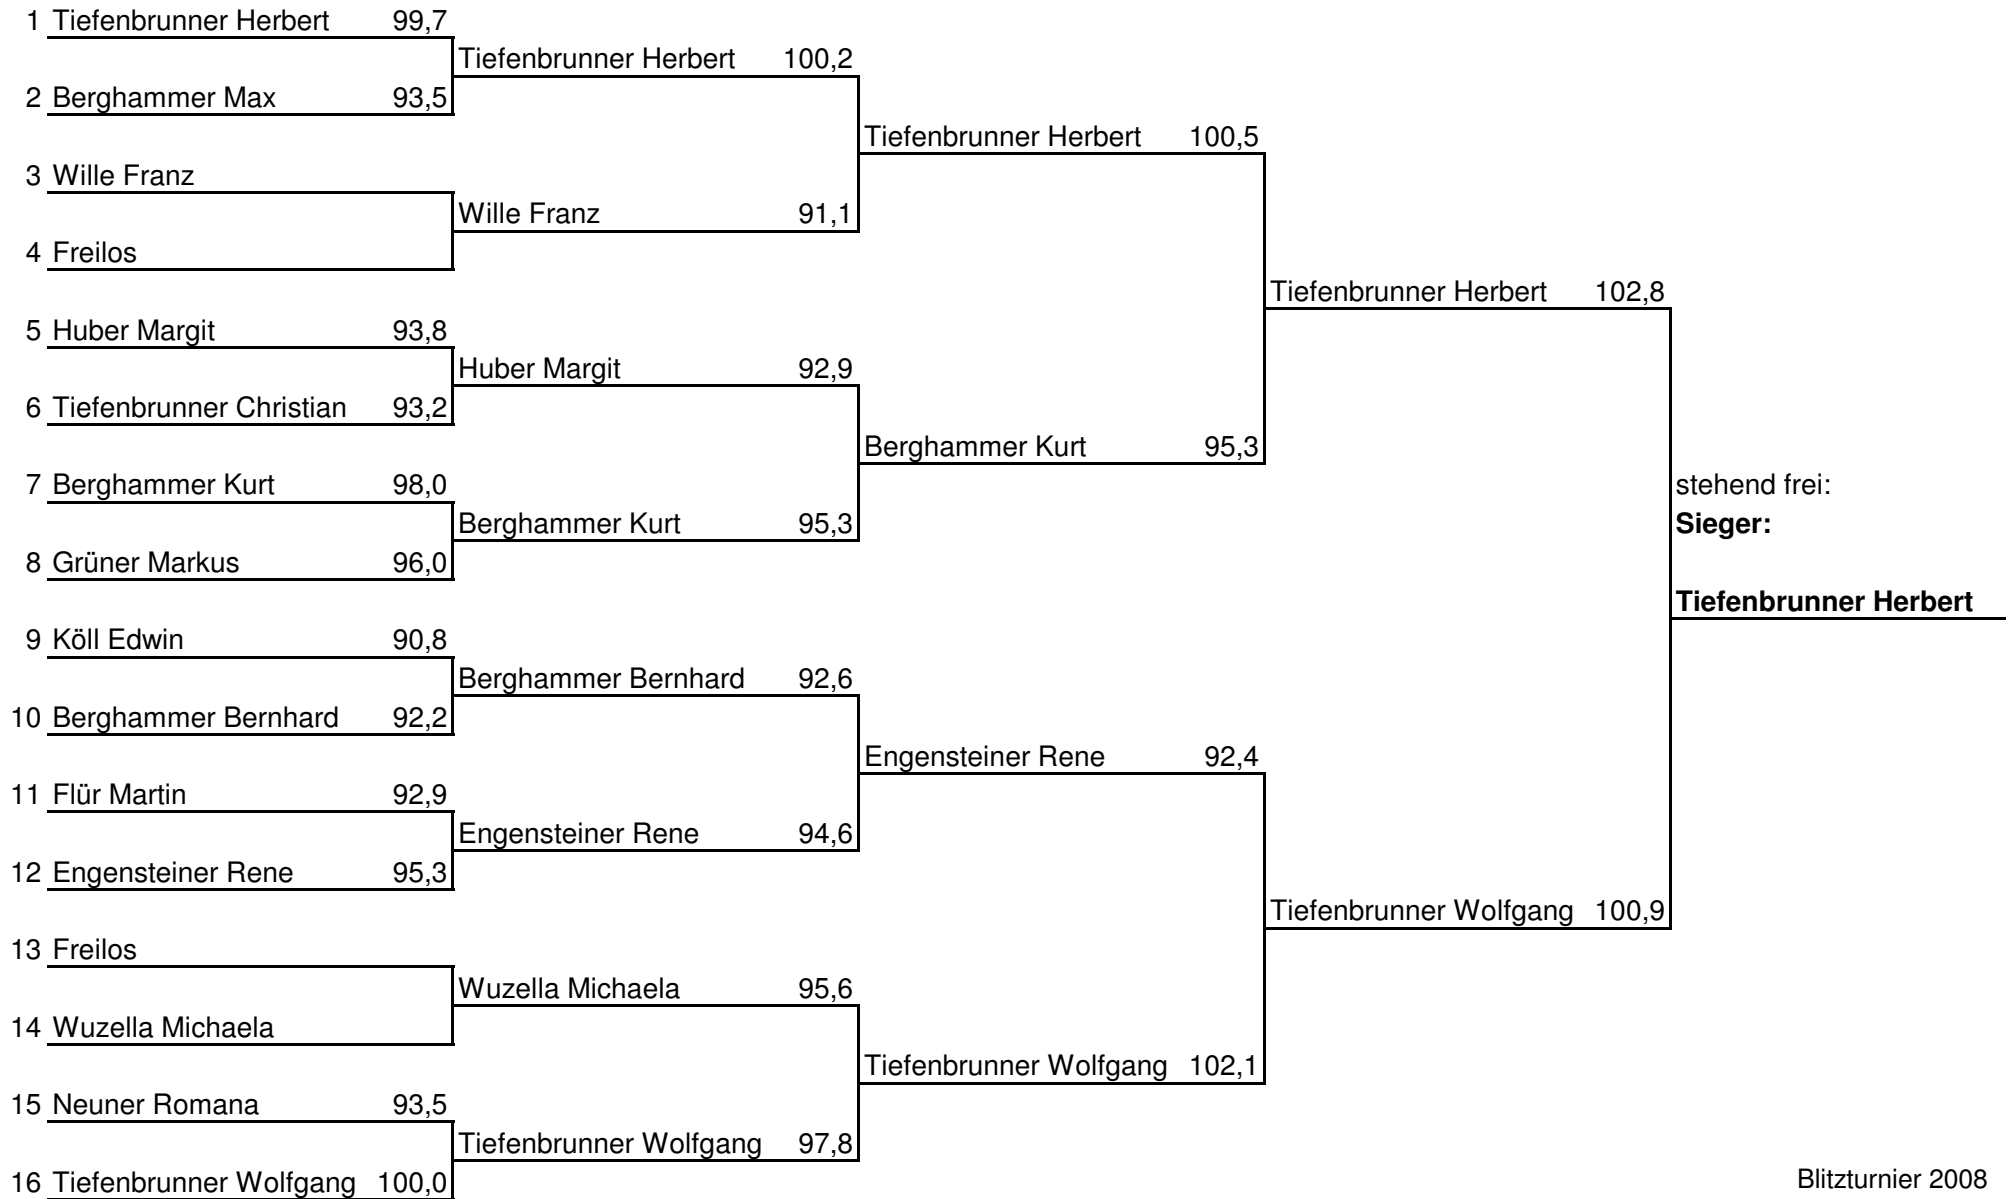 1 Tiefenbrunner Herbert 99,7
Tiefenbrunner Herbert 100,2
2 Berghammer Max 93,5
Tiefenbrunner Herbert 100,5
3 Wille Franz
Wille Franz 91,1
4 Freilos
Tiefenbrunner Herbert 102,8
5 Huber Margit 93,8
Huber Margit 92,9
6 Tiefenbrunner Christian 93,2
Berghammer Kurt 95,3
7 Berghammer Kurt 98,0
stehend frei:
Berghammer Kurt 95,3
Sieger:
8 Grüner Markus 96,0
Tiefenbrunner Herbert
9 Köll Edwin 90,8
Berghammer Bernhard 92,6
10 Berghammer Bernhard 92,2
Engensteiner Rene 92,4
11 Flür Martin 92,9
Engensteiner Rene 94,6
12 Engensteiner Rene 95,3
Tiefenbrunner Wolfgang 100,9
13 Freilos
Wuzella Michaela 95,6
14 Wuzella Michaela
Tiefenbrunner Wolfgang 102,1
15 Neuner Romana 93,5
Tiefenbrunner Wolfgang 97,8
16 Tiefenbrunner Wolfgang 100,0
Blitzturnier 2008